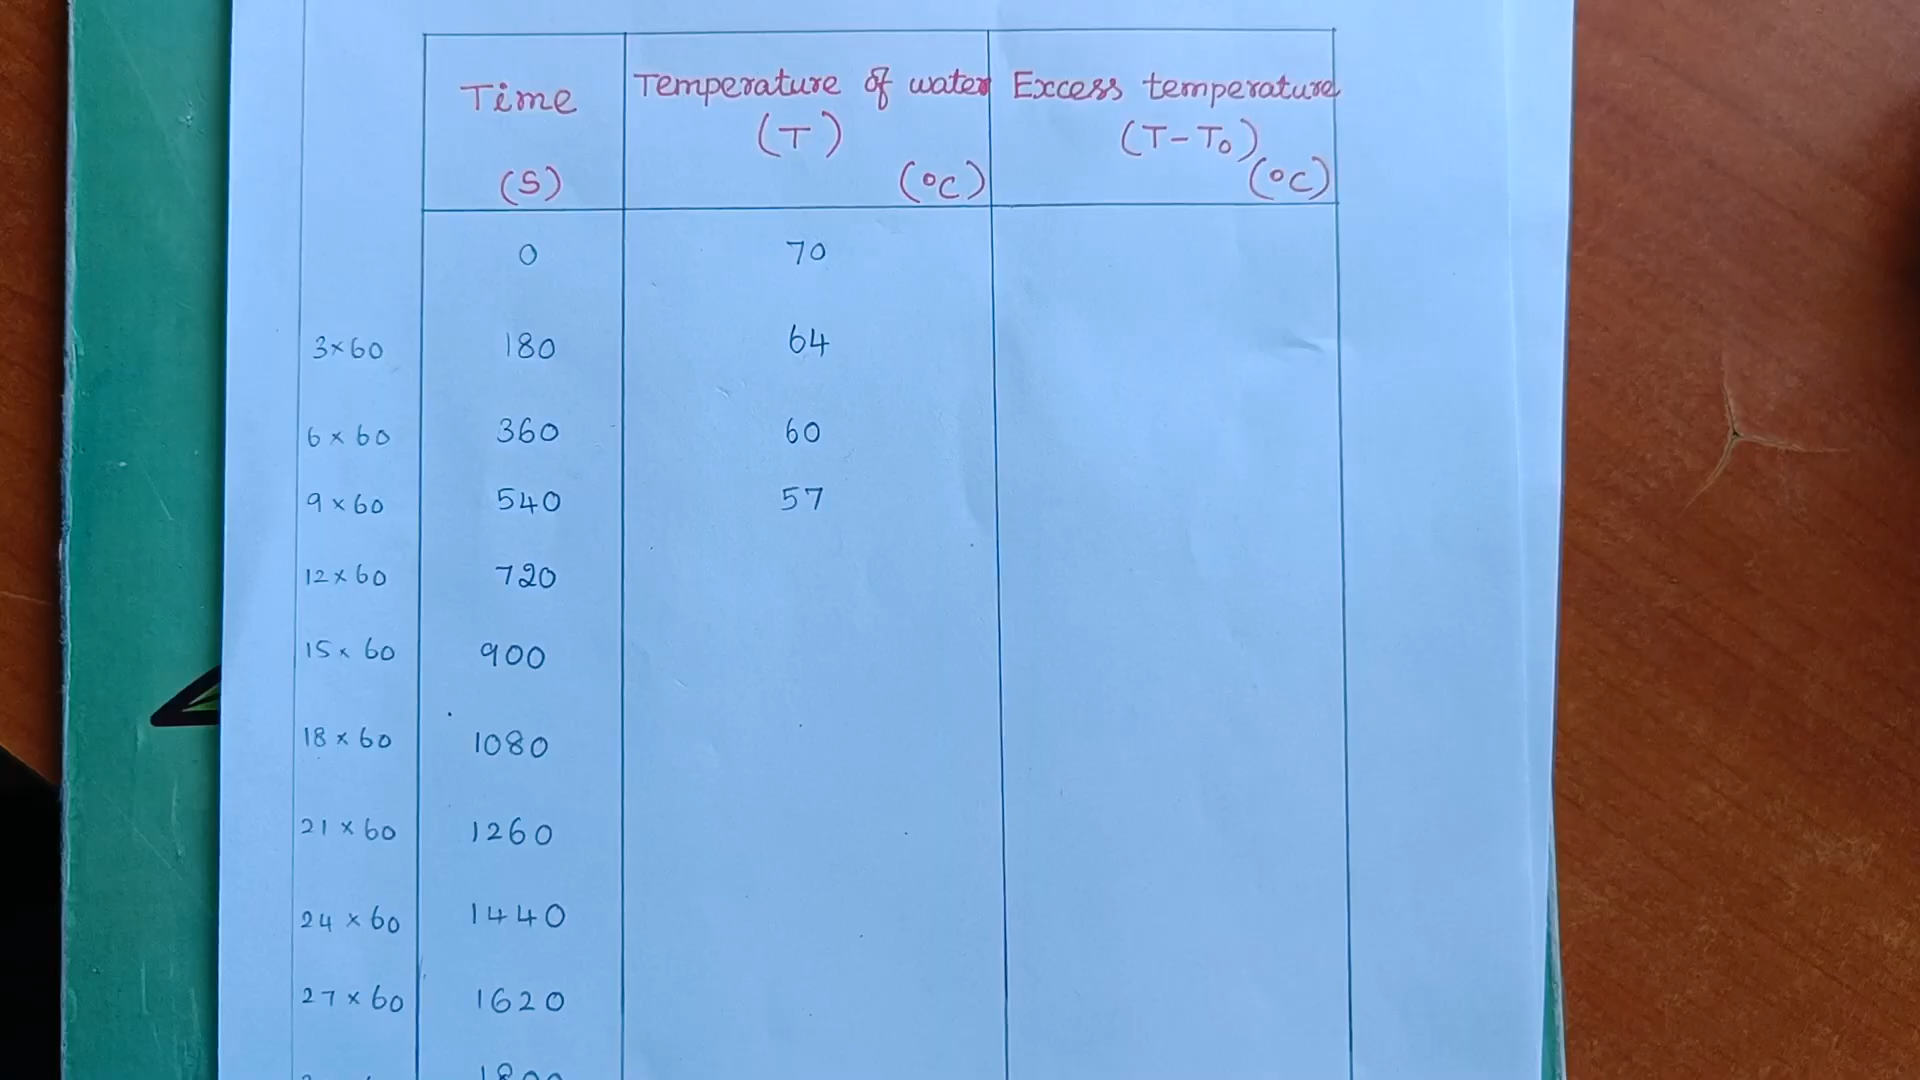 Time Temperature of water Excess temperature
(T) (T-T₀)
(S) (°C) (°C)
0 70
3×60 180 64
6×60 360 60
9×60 540 57
12×60 720
15×60 900
18×60 1080
21×60 1260
24×60 1440
27×60 1620